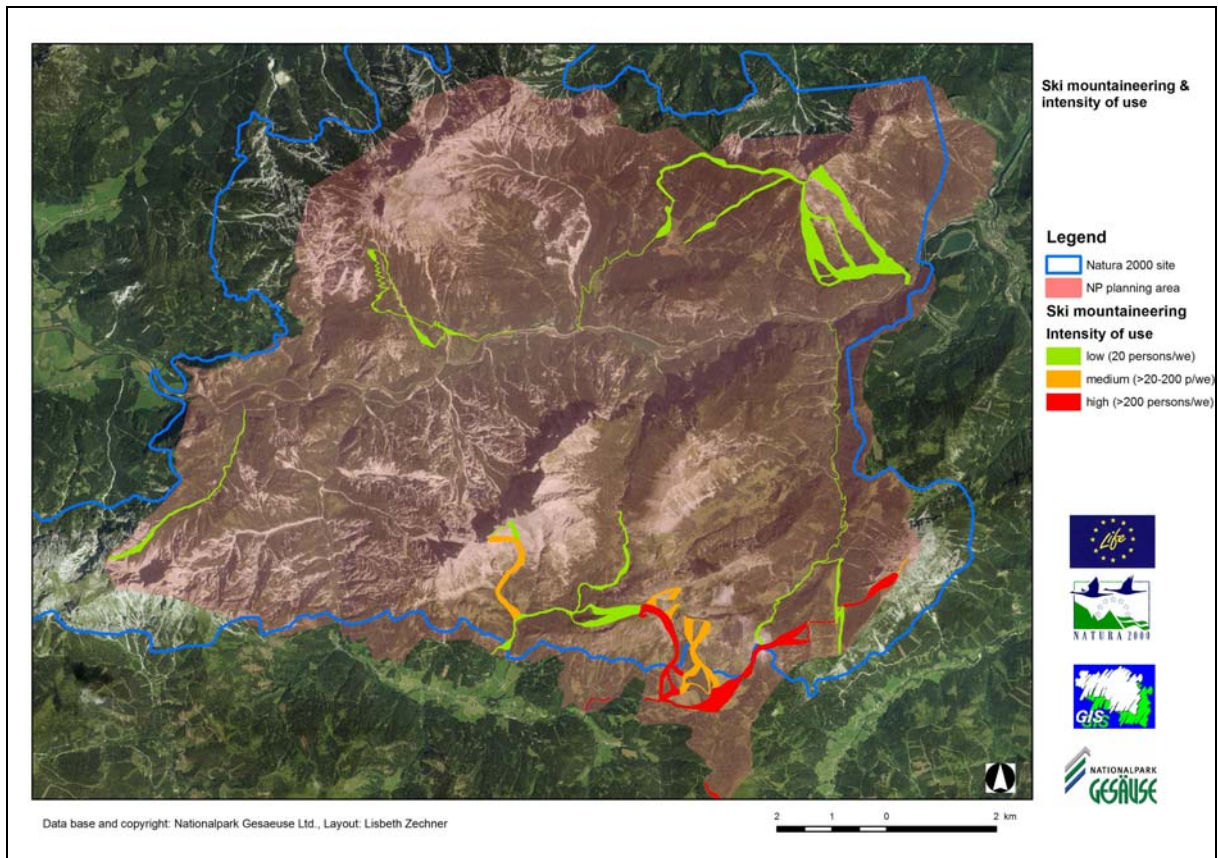 Ski mountaineering &
intensity of use
Legend
Natura 2000 site
NP planning area
Ski mountaineering
Intensity of use
low (20 persons/we)
medium (>20-200 p/we)
high (>200 persons/we)
Life
NATURA 2000
GIS
GIS
NATIONALPARK
GESÄUSE
Data base and copyright: Nationalpark Gesaeuse Ltd., Layout: Lisbeth Zechner
2 1 0 2 km